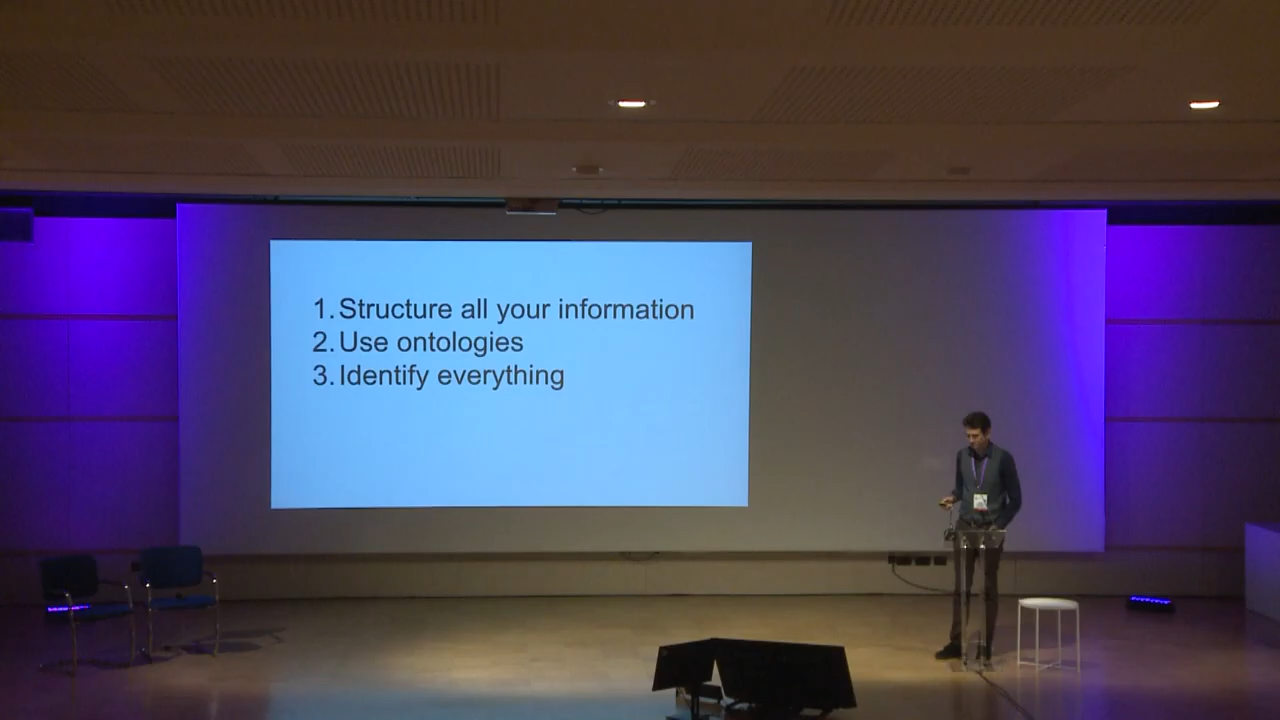 1. Structure all your information
2. Use ontologies
3. Identify everything